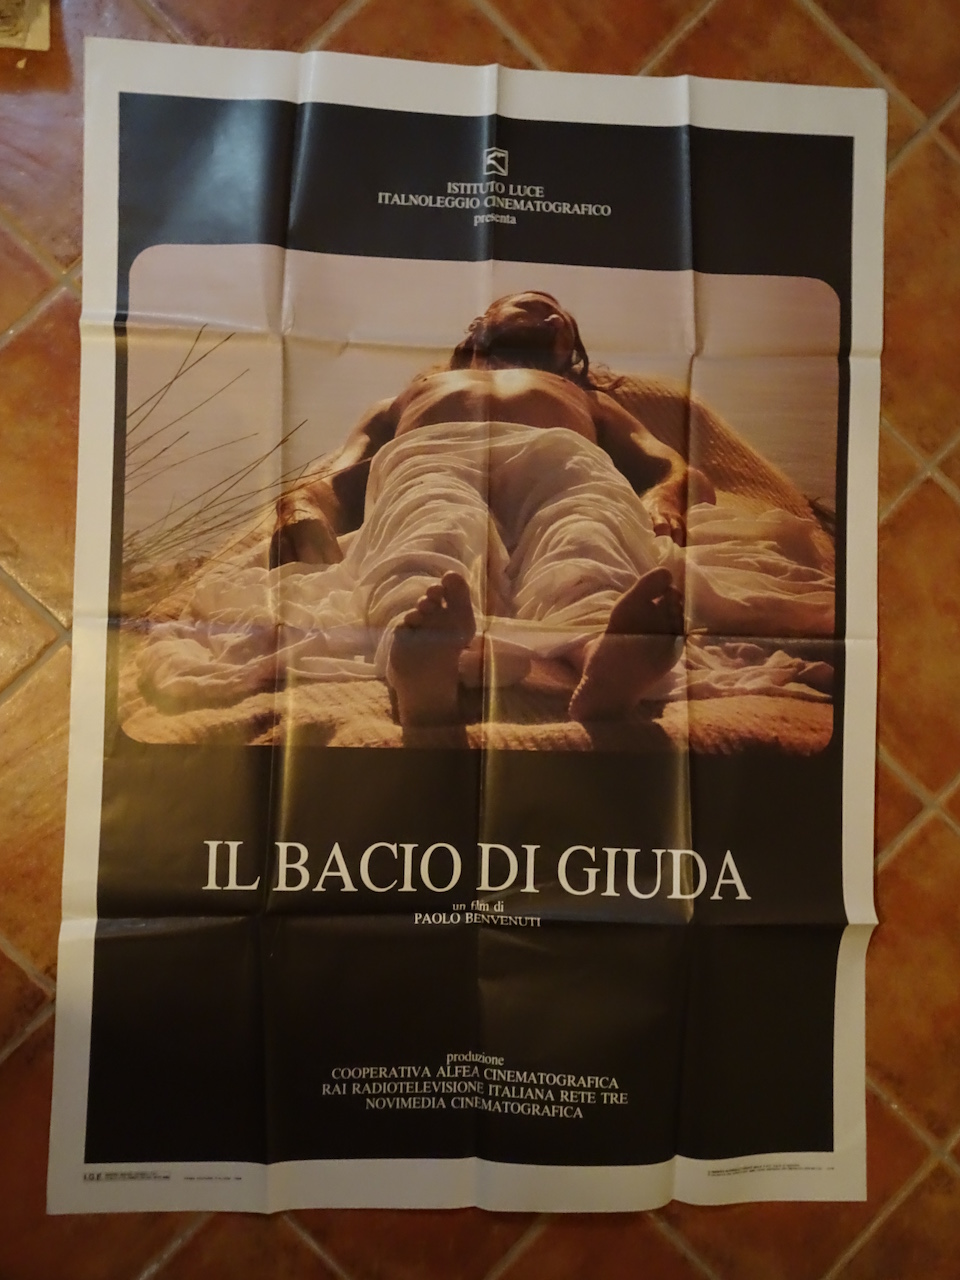 ISTITUTO LUCE
ITALNOLEGGIO CINEMATOGRAFICO
presenta
IL BACIO DI GIUDA
un film di
PAOLO BENVENUTI
produzione
COOPERATIVA ALFEA CINEMATOGRAFICA
RAI RADIOTELEVISIONE ITALIANA RETE TRE
NOVIMEDIA CINEMATOGRAFICA